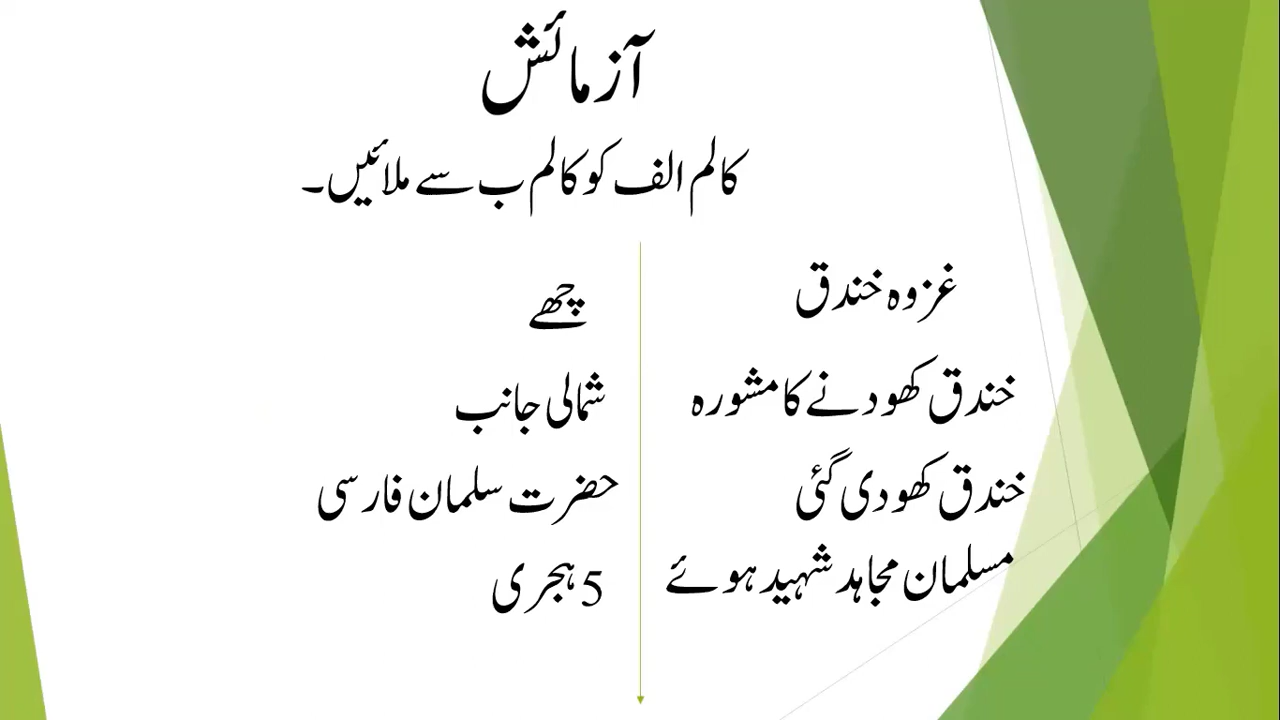 آزمائش
کالم الف کو کالم ب سے ملائیں۔
غزوہ خندق
چھے
خندق کھودنے کا مشورہ
شمالی جانب
خندق کھودی گئی
حضرت سلمان فارسی
مسلمان مجاہد شہید ہوئے
5 ہجری